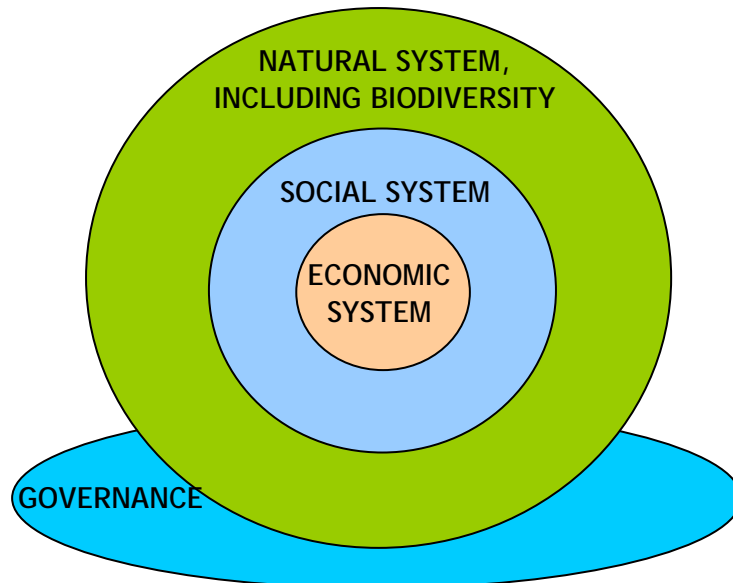 NATURAL SYSTEM,
INCLUDING BIODIVERSITY
SOCIAL SYSTEM
ECONOMIC
SYSTEM
GOVERNANCE